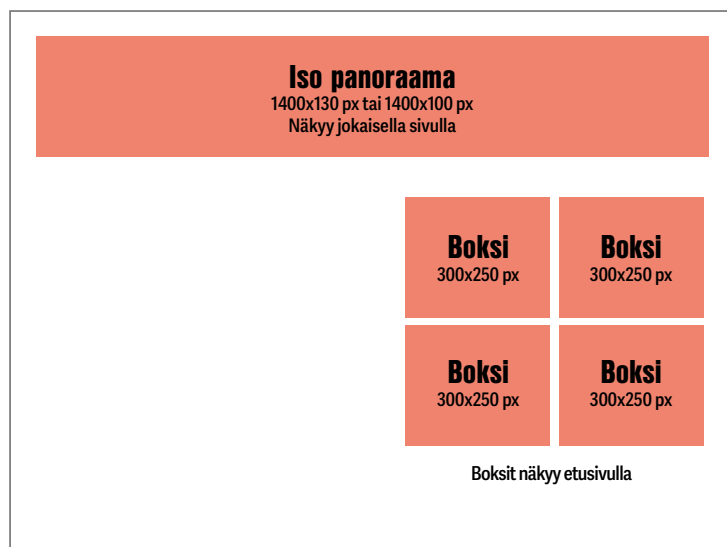 Iso panoraama
1400x130 px tai 1400x100 px
Näkyy jokaisella sivulla
Boksi
300x250 px
Boksi
300x250 px
Boksi
300x250 px
Boksi
300x250 px
Boksit näkyy etusivulla